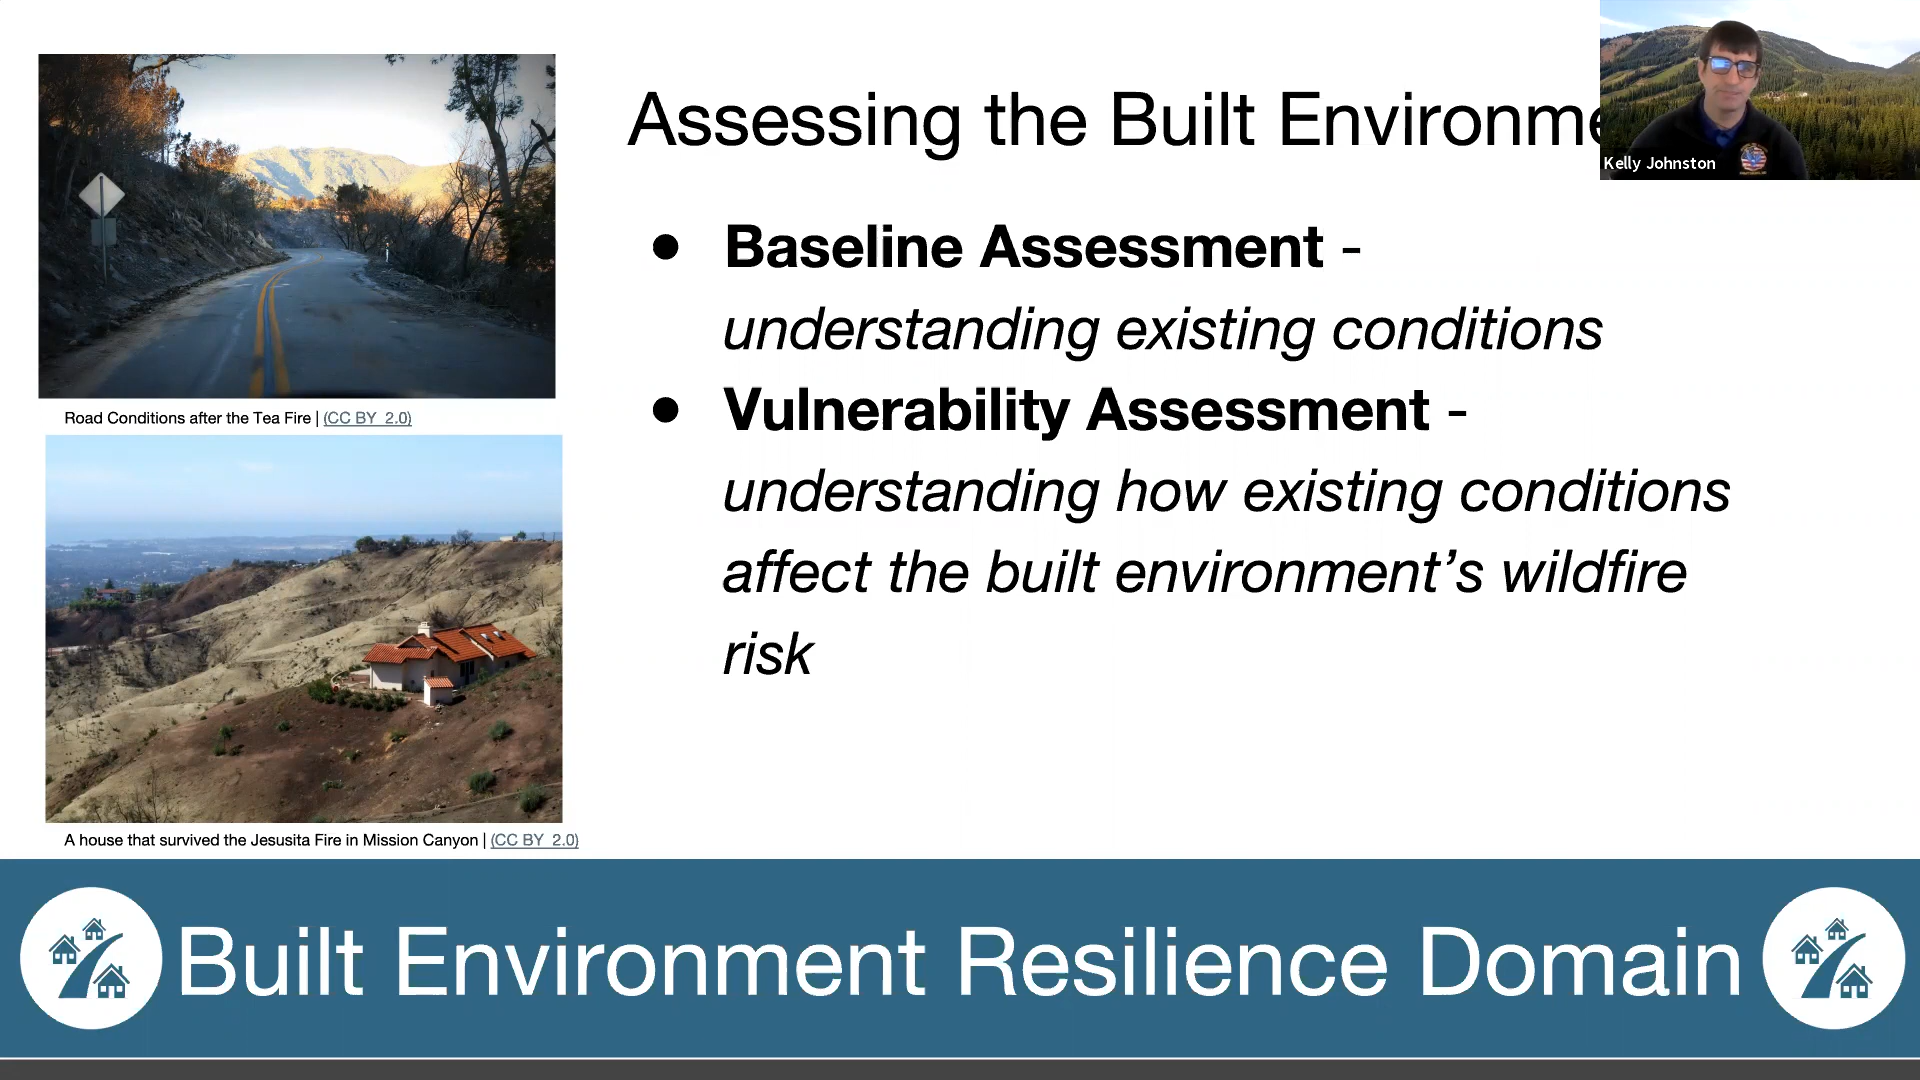 Assessing the Built Environme
Kelly Johnston
● Baseline Assessment -
understanding existing conditions
● Vulnerability Assessment -
understanding how existing conditions
affect the built environment’s wildfire
risk
Road Conditions after the Tea Fire | (CC BY 2.0)
A house that survived the Jesusita Fire in Mission Canyon | (CC BY 2.0)
Built Environment Resilience Domain